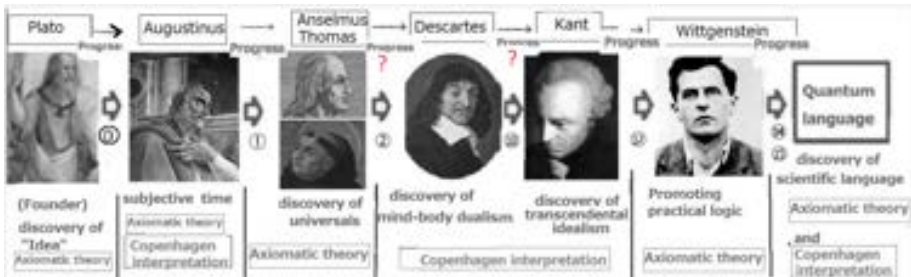 Plato
Augustinus
Anselmus
Thomas
Descartes
Kant
Wittgenstein
Progress
Progress
Progress
Progress
Progress
Progress
?
?
⓪
①
②
Quantum
language
(Founder)
discovery of
"Idea"
Axiomatic theory
subjective time
Axiomatic theory
Copenhagen
interpretation
discovery of
universals
Axiomatic theory
discovery of
mind-body dualism
discovery of
transcendental
idealism
Copenhagen interpretation
Promoting
practical logic
Axiomatic theory
discovery of
scientific language
Axiomatic theory
and
Copenhagen
interpretation